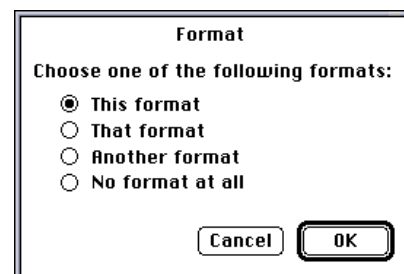 Format
Choose one of the following formats:
This format
That format
Another format
No format at all
Cancel OK